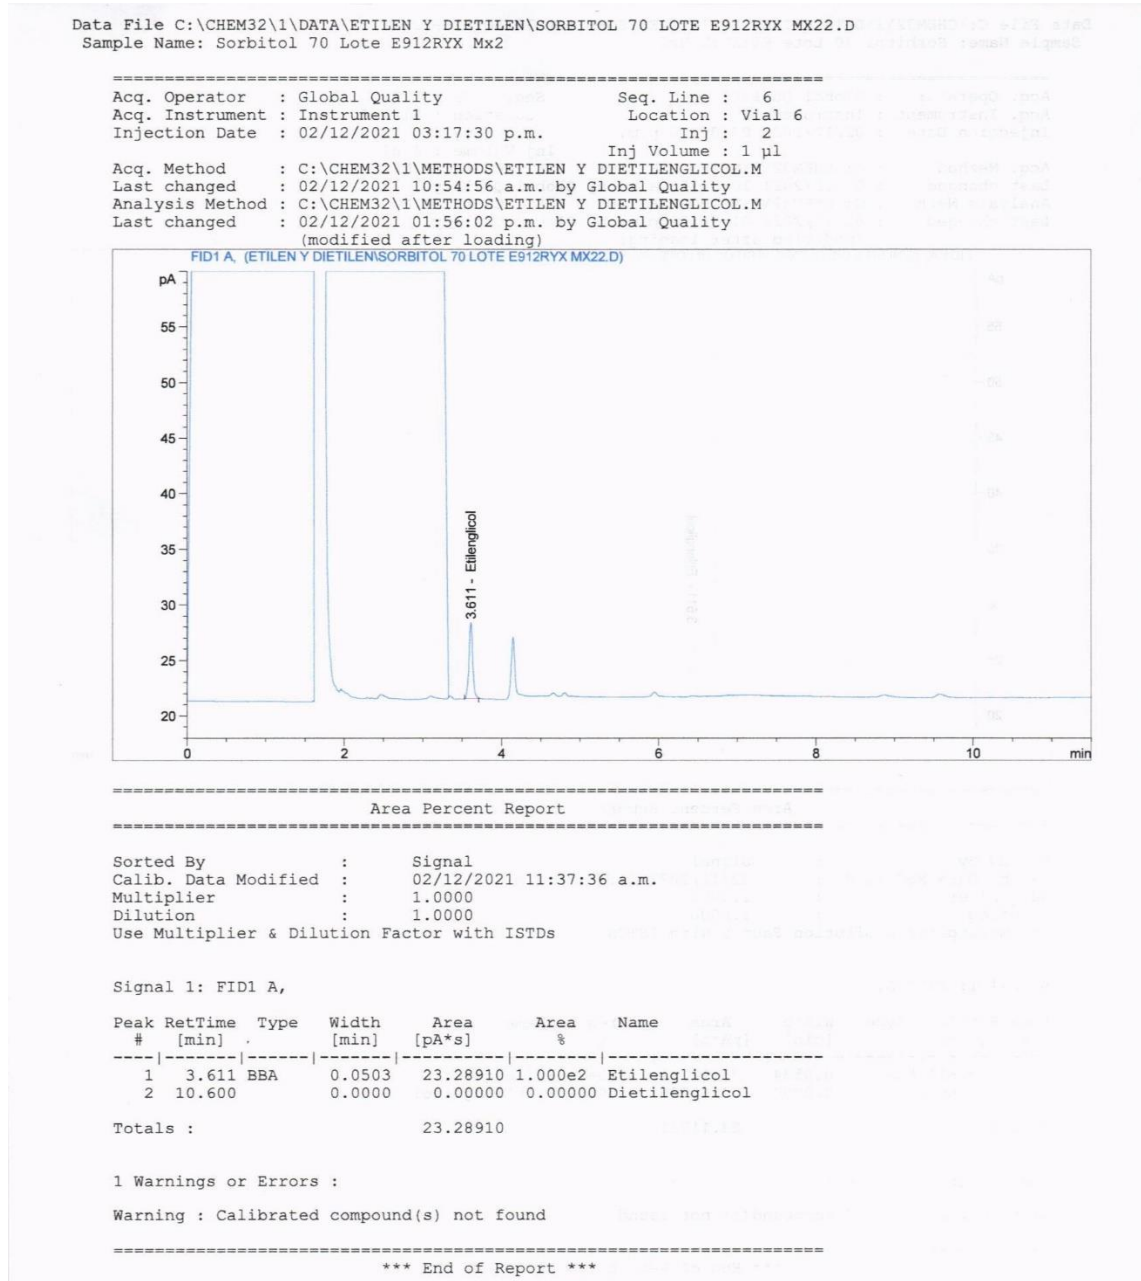 Data File C:\CHEM32\1\DATA\ETILEN Y DIETILEN\SORBITOL 70 LOTE E912RYX MX22.D
Sample Name: Sorbitol 70 Lote E912RYX Mx2
=====================================================================================
Acq. Operator : Global Quality Seq. Line : 6
Acq. Instrument : Instrument 1 Location : Vial 6
Injection Date : 02/12/2021 03:17:30 p.m. Inj : 2
Inj Volume : 1 µl
Acq. Method : C:\CHEM32\1\METHODS\ETILEN Y DIETILENGLICOL.M
Last changed : 02/12/2021 10:54:56 a.m. by Global Quality
Analysis Method : C:\CHEM32\1\METHODS\ETILEN Y DIETILENGLICOL.M
Last changed : 02/12/2021 01:56:02 p.m. by Global Quality
(modified after loading)
FID1 A, (ETILEN Y DIETILEN\SORBITOL 70 LOTE E912RYX MX22.D)
pA
55
50
45
40
35
30
25
20
3.611 - Etilenglicol
0 2 4 6 8 10 min
=====================================================================================
Area Percent Report
=====================================================================================
Sorted By : Signal
Calib. Data Modified : 02/12/2021 11:37:36 a.m.
Multiplier : 1.0000
Dilution : 1.0000
Use Multiplier & Dilution Factor with ISTDs
Signal 1: FID1 A,
Peak RetTime Type Width Area Area Name
# [min] [min] [pA*s] %
----|-------|------|-------|----------|--------|---------------------
1 3.611 BBA 0.0503 23.28910 1.000e2 Etilenglicol
2 10.600 0.0000 0.00000 0.00000 Dietilenglicol
Totals : 23.28910
1 Warnings or Errors :
Warning : Calibrated compound(s) not found
=====================================================================================
*** End of Report ***